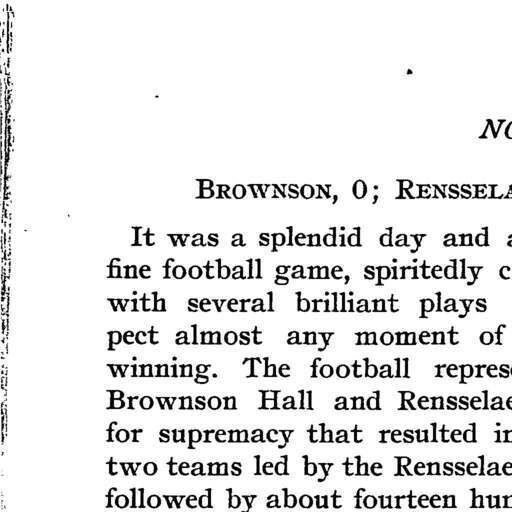 NO
BROWNSON, 0; RENSSELA
It was a splendid day and a
fine football game, spiritedly c
with several brilliant plays
pect almost any moment of
winning. The football repres
Brownson Hall and Rensselae
for supremacy that resulted in
two teams led by the Rensselae
followed by about fourteen hun